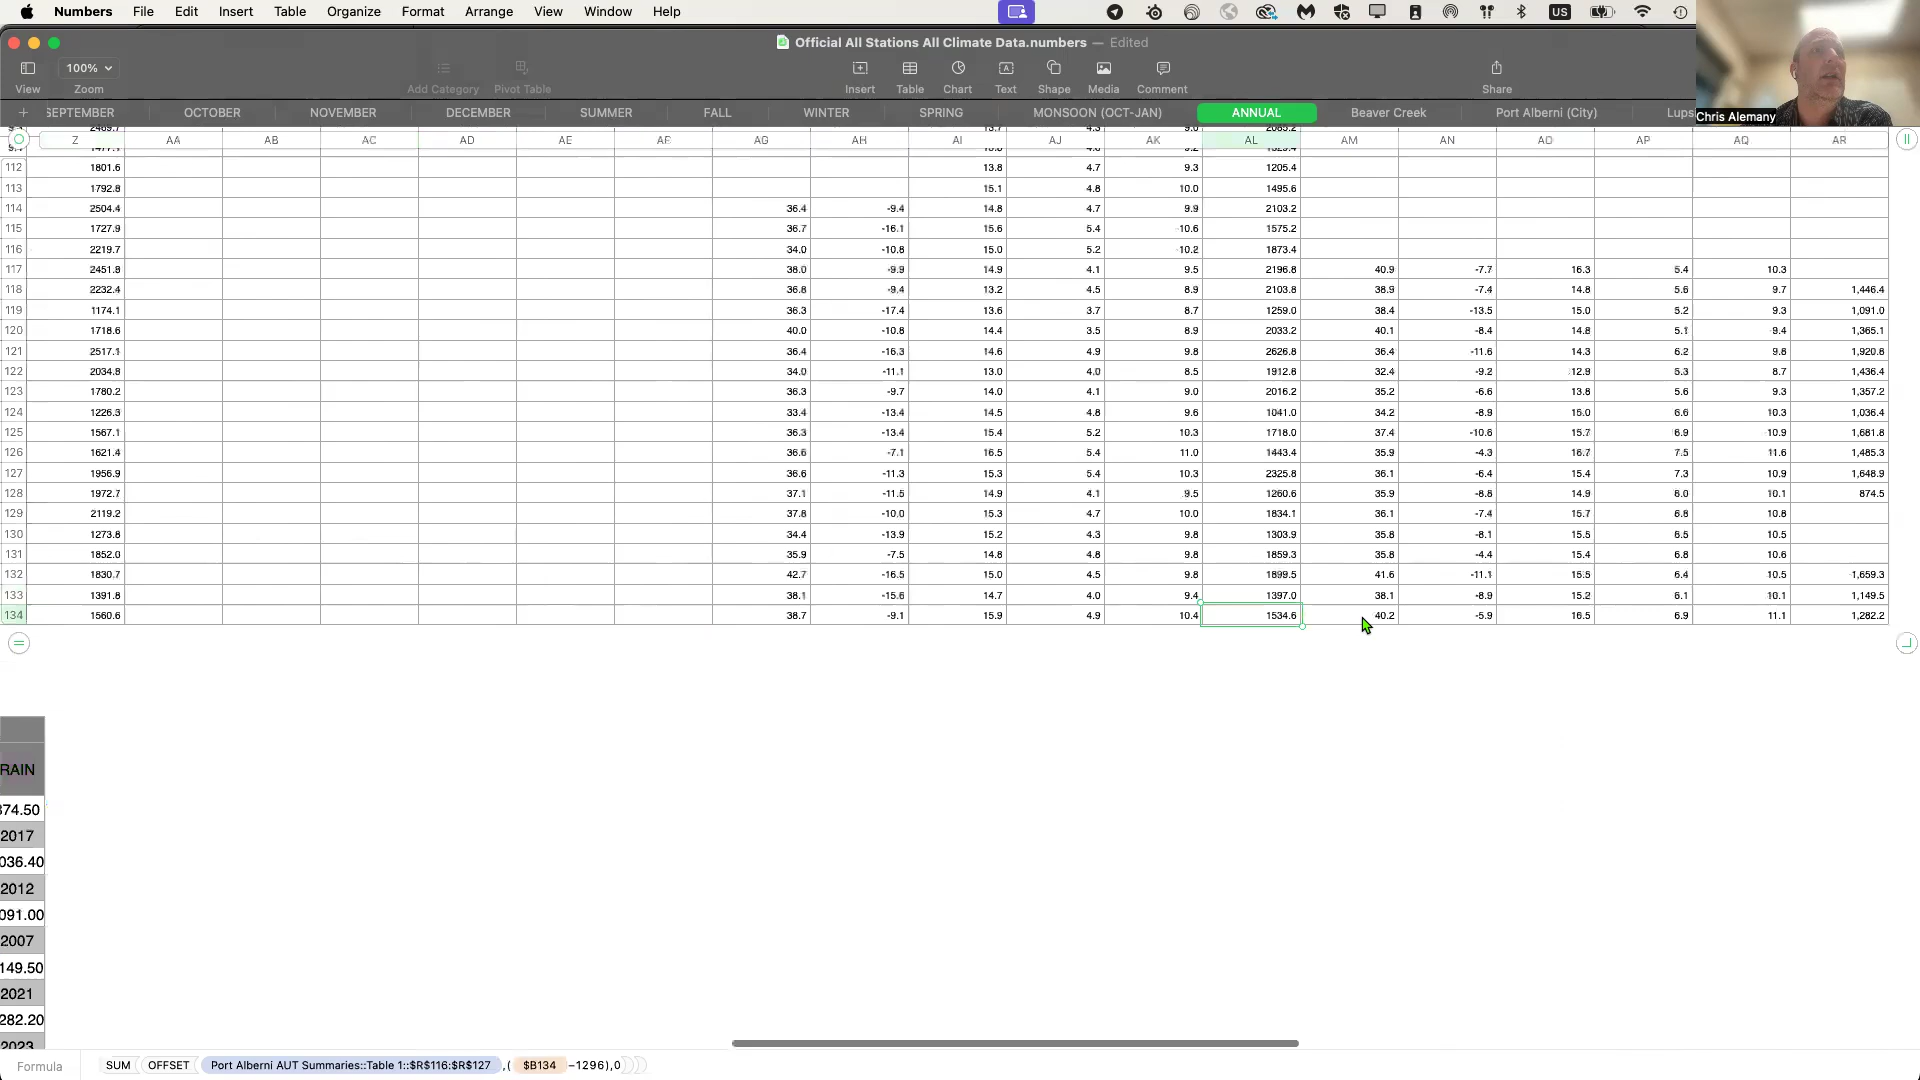 Numbers File Edit Insert Table Organize Format Arrange View Window Help US
Official All Stations All Climate Data.numbers — Edited
100%
View Zoom Add Category Pivot Table Insert Table Chart Text Shape Media Comment Share
Chris Alemany
SEPTEMBER OCTOBER NOVEMBER DECEMBER SUMMER FALL WINTER SPRING MONSOON (OCT-JAN) ANNUAL Beaver Creek Port Alberni (City) Lups
Z AA AB AC AD AE AF AG AH AI AJ AK AL AM AN AO AP AQ AR
112 1801.6 13.8 4.7 9.3 1205.4
113 1792.8 15.1 4.8 10.0 1495.6
114 2504.4 36.4 -9.4 14.8 4.7 9.9 2103.2
115 1727.9 36.7 -16.1 15.6 5.4 10.6 1575.2
116 2219.7 34.0 -10.8 15.0 5.2 10.2 1873.4
117 2451.8 38.0 -9.9 14.9 4.1 9.5 2196.8 40.9 -7.7 16.3 5.4 10.3
118 2232.4 36.8 -9.4 13.2 4.5 8.9 2103.8 38.9 -7.4 14.8 5.6 9.7 1,446.4
119 1174.1 36.3 -17.4 13.6 3.7 8.7 1259.0 38.4 -13.5 15.0 5.2 9.3 1,091.0
120 1718.6 40.0 -10.8 14.4 3.5 8.9 2033.2 40.1 -8.4 14.8 5.1 9.4 1,365.1
121 2517.1 36.4 -16.3 14.6 4.9 9.8 2626.8 36.4 -11.6 14.3 6.2 9.8 1,920.8
122 2034.8 34.0 -11.1 13.0 4.0 8.5 1912.8 32.4 -9.2 12.9 5.3 8.7 1,436.4
123 1780.2 36.3 -9.7 14.0 4.1 9.0 2016.2 35.2 -6.6 13.8 5.6 9.3 1,357.2
124 1226.3 33.4 -13.4 14.5 4.8 9.6 1041.0 34.2 -8.9 15.0 6.6 10.3 1,036.4
125 1567.1 36.3 -13.4 15.4 5.2 10.3 1718.0 37.4 -10.6 15.7 6.9 10.9 1,681.8
126 1621.4 36.6 -7.1 16.5 5.4 11.0 1443.4 35.9 -4.3 16.7 7.5 11.6 1,485.3
127 1956.9 36.6 -11.3 15.3 5.4 10.3 2325.8 36.1 -6.4 15.4 7.3 10.9 1,648.9
128 1972.7 37.1 -11.5 14.9 4.1 9.5 1260.6 35.9 -8.8 14.9 6.0 10.1 874.5
129 2119.2 37.8 -10.0 15.3 4.7 10.0 1834.1 36.1 -7.4 15.7 6.8 10.8
130 1273.8 34.4 -13.9 15.2 4.3 9.8 1303.9 35.8 -8.1 15.5 6.5 10.5
131 1852.0 35.9 -7.5 14.8 4.8 9.8 1859.3 35.8 -4.4 15.4 6.8 10.6
132 1830.7 42.7 -16.5 15.0 4.5 9.8 1899.5 41.6 -11.1 15.5 6.4 10.5 1,659.3
133 1391.8 38.1 -15.6 14.7 4.0 9.4 1397.0 38.1 -8.9 15.2 6.1 10.1 1,149.5
134 1560.6 38.7 -9.1 15.9 4.9 10.4 1534.6 40.2 -5.9 16.5 6.9 11.1 1,282.2
RAIN
374.50
2017
036.40
2012
091.00
2007
149.50
2021
282.20
2023
Formula SUM OFFSET Port Alberni AUT Summaries::Table 1::$R$116:$R$127 ,( $B134 −1296),0